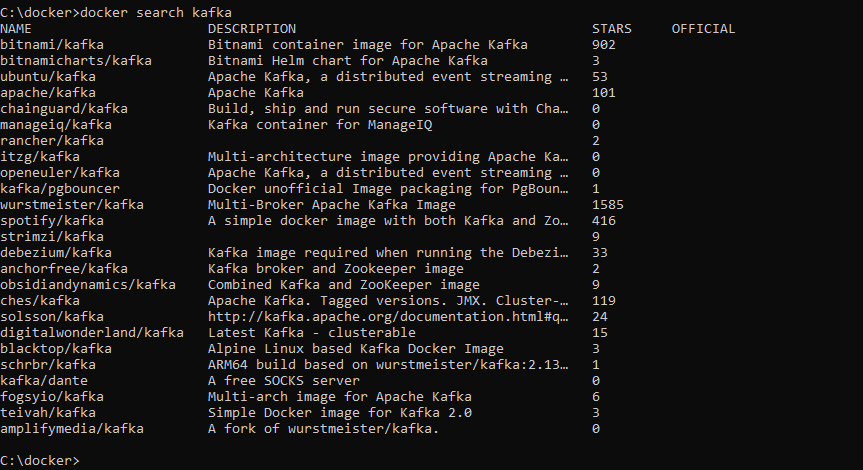 C:\docker>docker search kafka
NAME DESCRIPTION STARS OFFICIAL
bitnami/kafka Bitnami container image for Apache Kafka 902
bitnamicharts/kafka Bitnami Helm chart for Apache Kafka 3
ubuntu/kafka Apache Kafka, a distributed event streaming … 53
apache/kafka Apache Kafka 101
chainguard/kafka Build, ship and run secure software with Cha… 0
manageiq/kafka Kafka container for ManageIQ 0
rancher/kafka 2
itzg/kafka Multi-architecture image providing Apache Ka… 0
openeuler/kafka Apache Kafka, a distributed event streaming … 0
kafka/pgbouncer Docker unofficial Image packaging for PgBoun… 1
wurstmeister/kafka Multi-Broker Apache Kafka Image 1585
spotify/kafka A simple docker image with both Kafka and Zo… 416
strimzi/kafka 9
debezium/kafka Kafka image required when running the Debezi… 33
anchorfree/kafka Kafka broker and Zookeeper image 2
obsidiandynamics/kafka Combined Kafka and ZooKeeper image 9
ches/kafka Apache Kafka. Tagged versions. JMX. Cluster-… 119
solsson/kafka http://kafka.apache.org/documentation.html#q… 24
digitalwonderland/kafka Latest Kafka - clusterable 15
blacktop/kafka Alpine Linux based Kafka Docker Image 3
schrbr/kafka ARM64 build based on wurstmeister/kafka:2.13… 1
kafka/dante A free SOCKS server 0
fogsyio/kafka Multi-arch image for Apache Kafka 6
teivah/kafka Simple Docker image for Kafka 2.0 3
amplifymedia/kafka A fork of wurstmeister/kafka. 0
C:\docker>